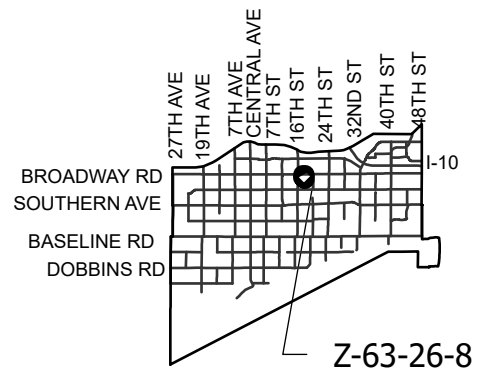 27TH AVE
19TH AVE
7TH AVE
CENTRAL AVE
7TH ST
16TH ST
24TH ST
32ND ST
40TH ST
48TH ST
I-10
BROADWAY RD
SOUTHERN AVE
BASELINE RD
DOBBINS RD
Z-63-26-8